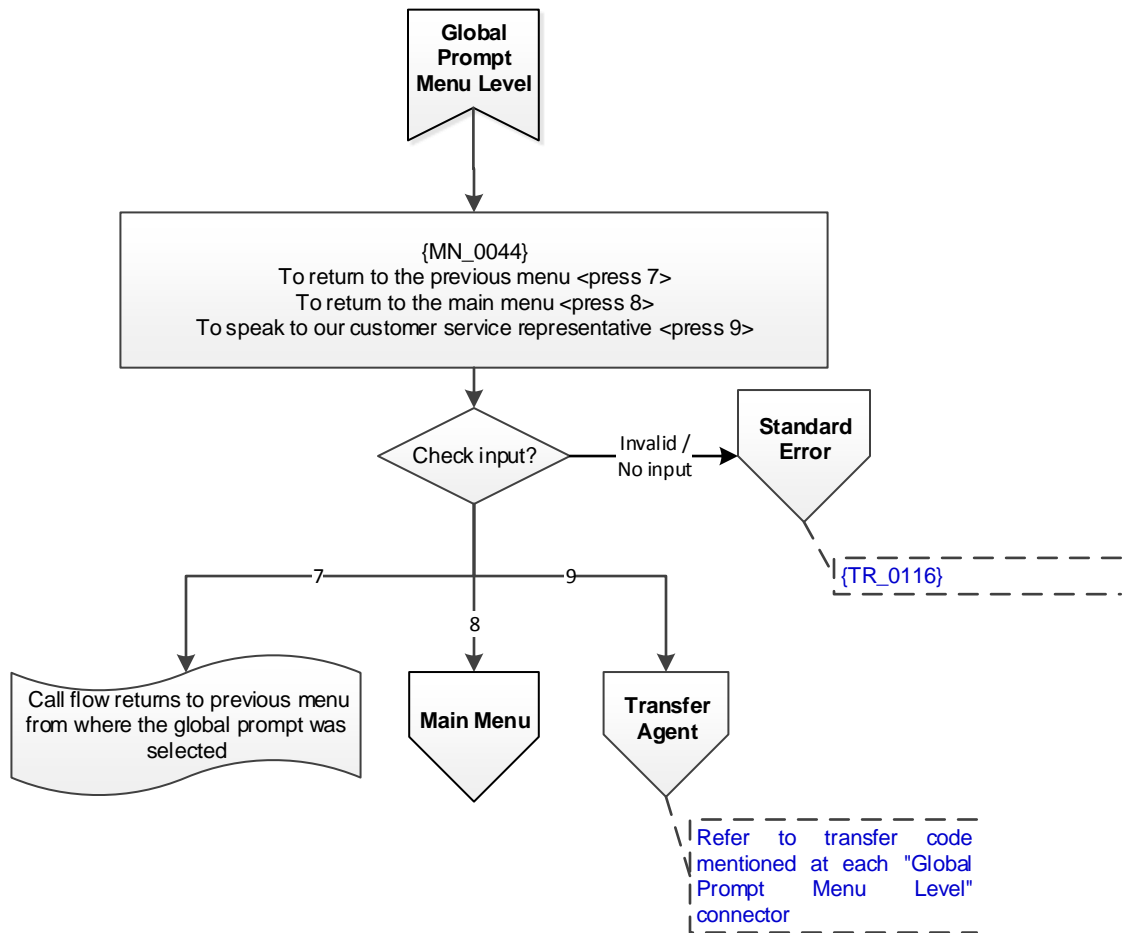 Global
Prompt
Menu Level
{MN_0044}
To return to the previous menu <press 7>
To return to the main menu <press 8>
To speak to our customer service representative <press 9>
Check input?
Invalid /
No input
Standard
Error
{TR_0116}
7
9
8
Call flow returns to previous menu
from where the global prompt was
selected
Main Menu
Transfer
Agent
Refer to transfer code
mentioned at each "Global
Prompt Menu Level"
connector